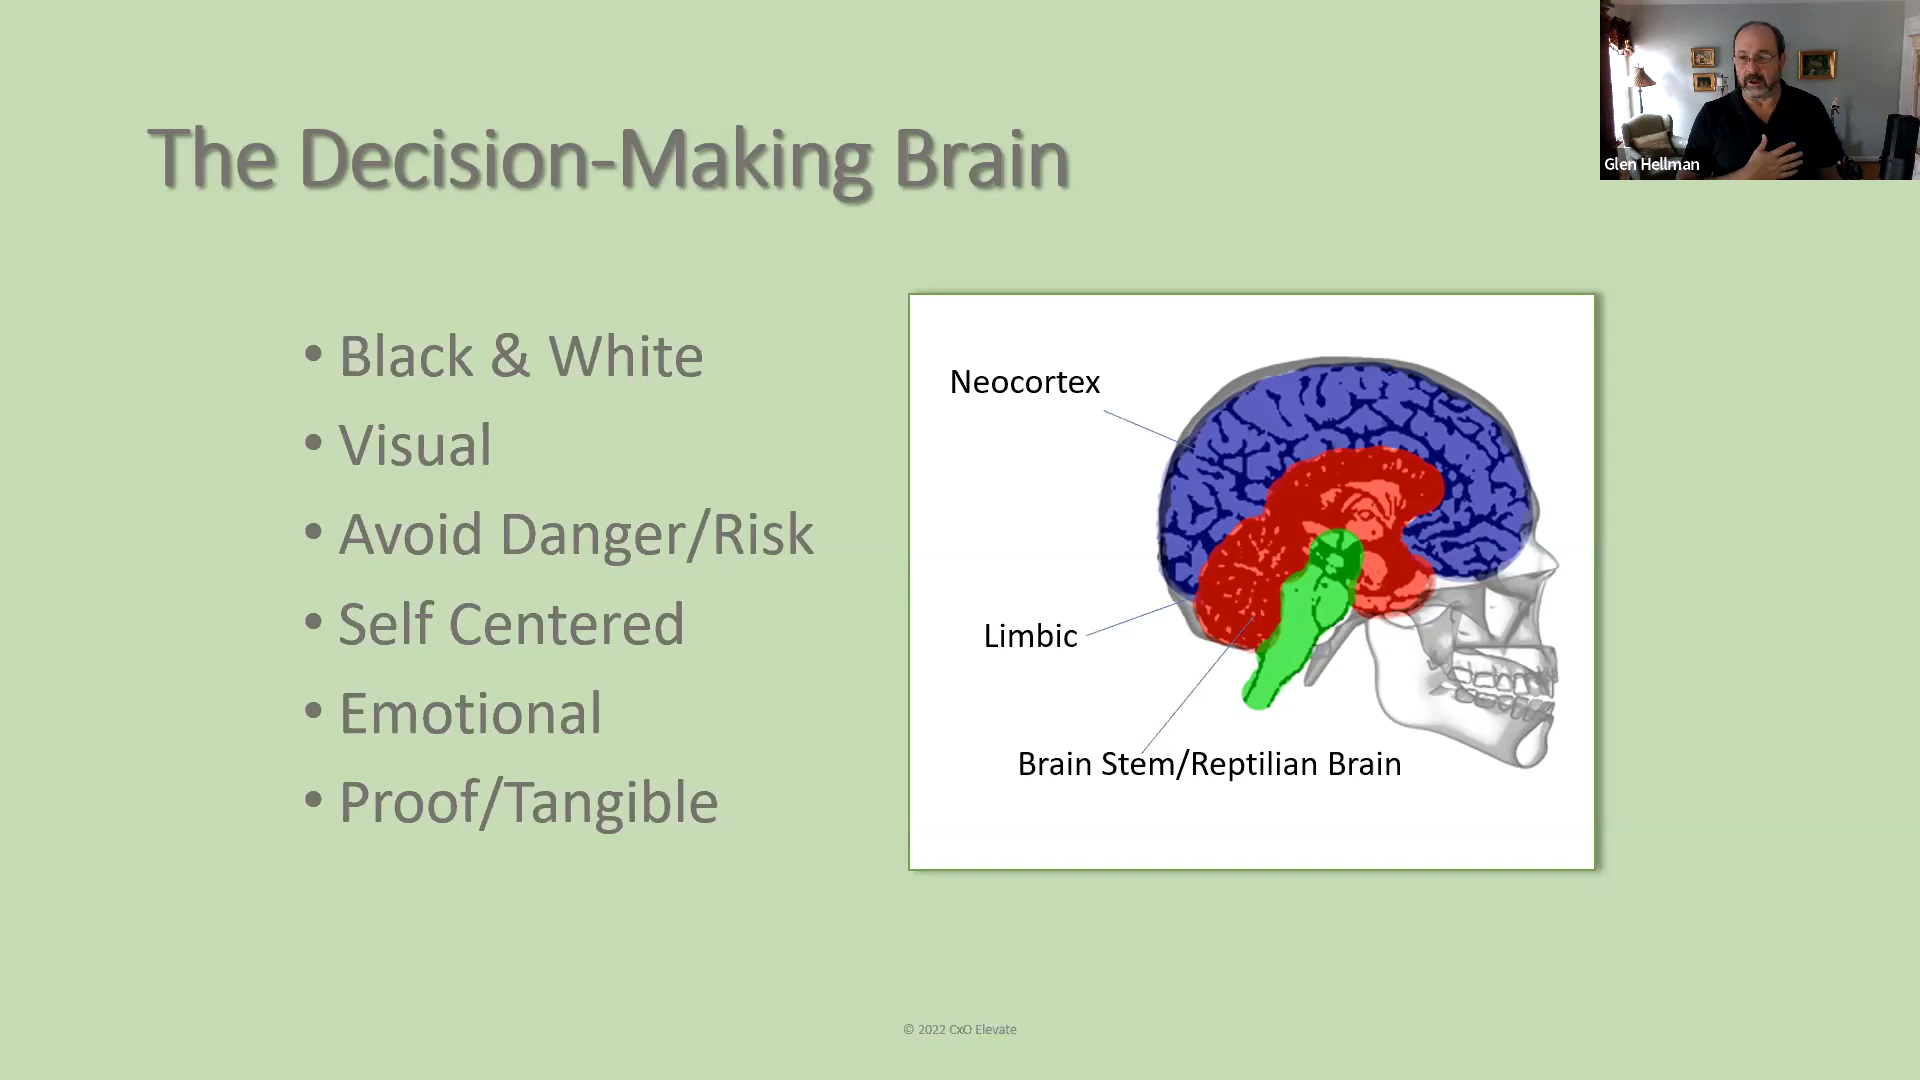 The Decision-Making Brain
Glen Hellman
• Black & White
• Visual
• Avoid Danger/Risk
• Self Centered
• Emotional
• Proof/Tangible
Neocortex
Limbic
Brain Stem/Reptilian Brain
© 2022 CxO Elevate